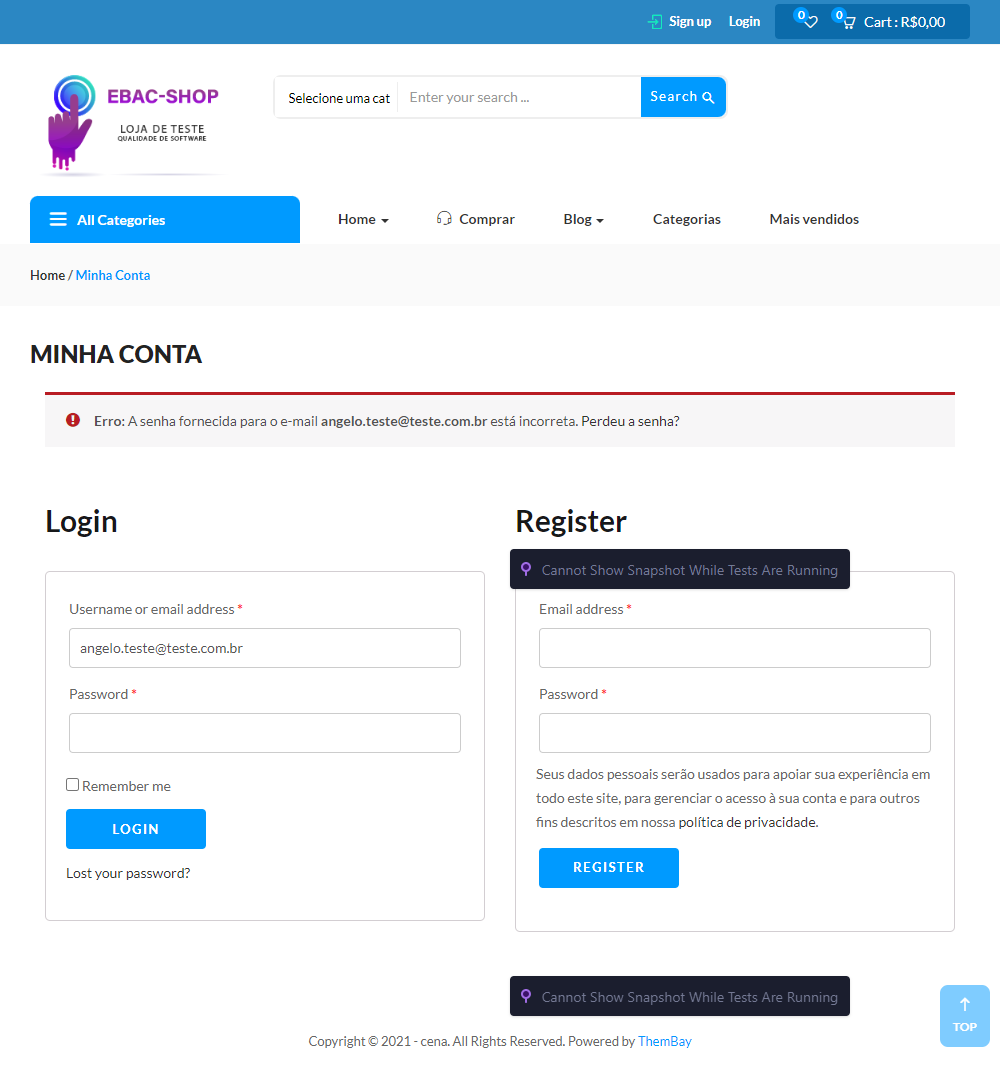 Sign up Login 0 0 Cart : R$0,00
EBAC-SHOP
LOJA DE TESTE
QUALIDADE DE SOFTWARE
Selecione uma cat Enter your search ... Search
All Categories Home Comprar Blog Categorias Mais vendidos
Home / Minha Conta
MINHA CONTA
Erro: A senha fornecida para o e-mail angelo.teste@teste.com.br está incorreta. Perdeu a senha?
Login
Username or email address *
angelo.teste@teste.com.br
Password *
Remember me
LOGIN
Lost your password?
Register
Cannot Show Snapshot While Tests Are Running
Email address *
Password *
Seus dados pessoais serão usados para apoiar sua experiência em
todo este site, para gerenciar o acesso à sua conta e para outros
fins descritos em nossa política de privacidade.
REGISTER
Cannot Show Snapshot While Tests Are Running
TOP
Copyright © 2021 - cena. All Rights Reserved. Powered by ThemBay